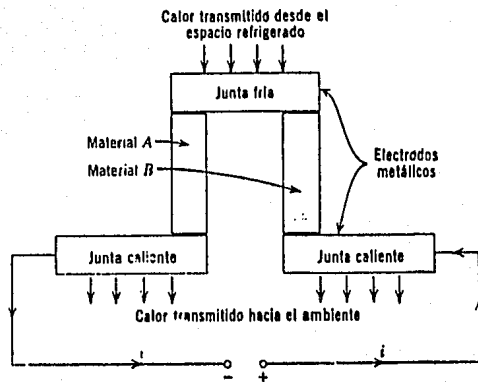 Calor transmitido desde el
espacio refrigerado
Junta fría
Material A
Material B
Electrodos
metálicos
Junta caliente
Junta caliente
Calor transmitido hacia el ambiente
i
i
- +